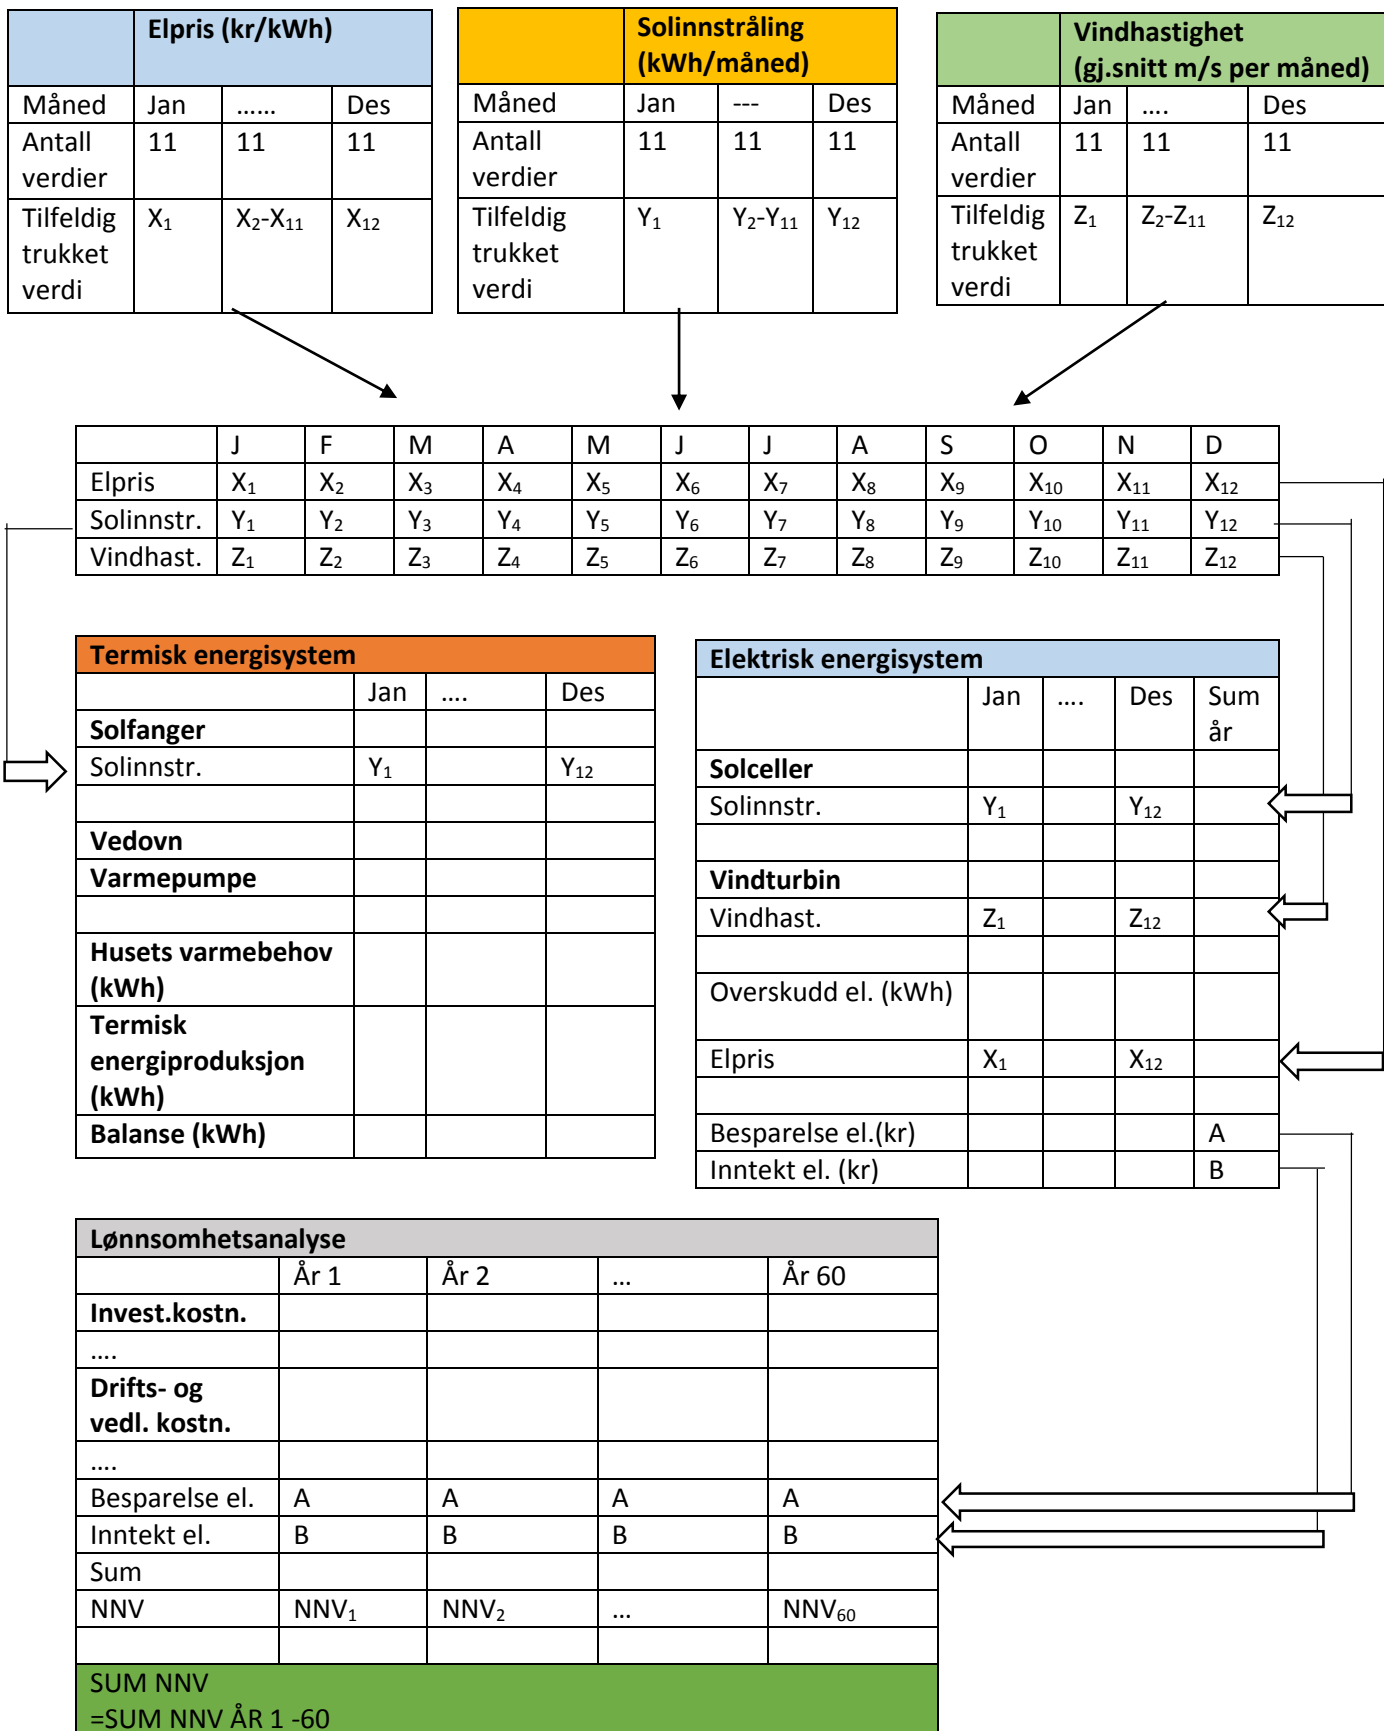 Elpris (kr/kWh)
Måned Jan ...... Des
Antall verdier 11 11 11
Tilfeldig trukket verdi X₁ X₂-X₁₁ X₁₂
Solinnstråling (kWh/måned)
Måned Jan --- Des
Antall verdier 11 11 11
Tilfeldig trukket verdi Y₁ Y₂-Y₁₁ Y₁₂
Vindhastighet
(gj.snitt m/s per måned)
Måned Jan .... Des
Antall verdier 11 11 11
Tilfeldig trukket verdi Z₁ Z₂-Z₁₁ Z₁₂
J F M A M J J A S O N D
Elpris X₁ X₂ X₃ X₄ X₅ X₆ X₇ X₈ X₉ X₁₀ X₁₁ X₁₂
Solinnstr. Y₁ Y₂ Y₃ Y₄ Y₅ Y₆ Y₇ Y₈ Y₉ Y₁₀ Y₁₁ Y₁₂
Vindhast. Z₁ Z₂ Z₃ Z₄ Z₅ Z₆ Z₇ Z₈ Z₉ Z₁₀ Z₁₁ Z₁₂
Termisk energisystem
Jan .... Des
Solfanger
Solinnstr. Y₁ Y₁₂
Vedovn
Varmepumpe
Husets varmebehov
(kWh)
Termisk
energiproduksjon
(kWh)
Balanse (kWh)
Elektrisk energisystem
Jan .... Des Sum år
Solceller
Solinnstr. Y₁ Y₁₂
Vindturbin
Vindhast. Z₁ Z₁₂
Overskudd el. (kWh)
Elpris X₁ X₁₂
Besparelse el.(kr) A
Inntekt el. (kr) B
Lønnsomhetsanalyse
År 1 År 2 ... År 60
Invest.kostn.
....
Drifts- og
vedl. kostn.
....
Besparelse el. A A A A
Inntekt el. B B B B
Sum
NNV NNV₁ NNV₂ ... NNV₆₀
SUM NNV
=SUM NNV ÅR 1 -60